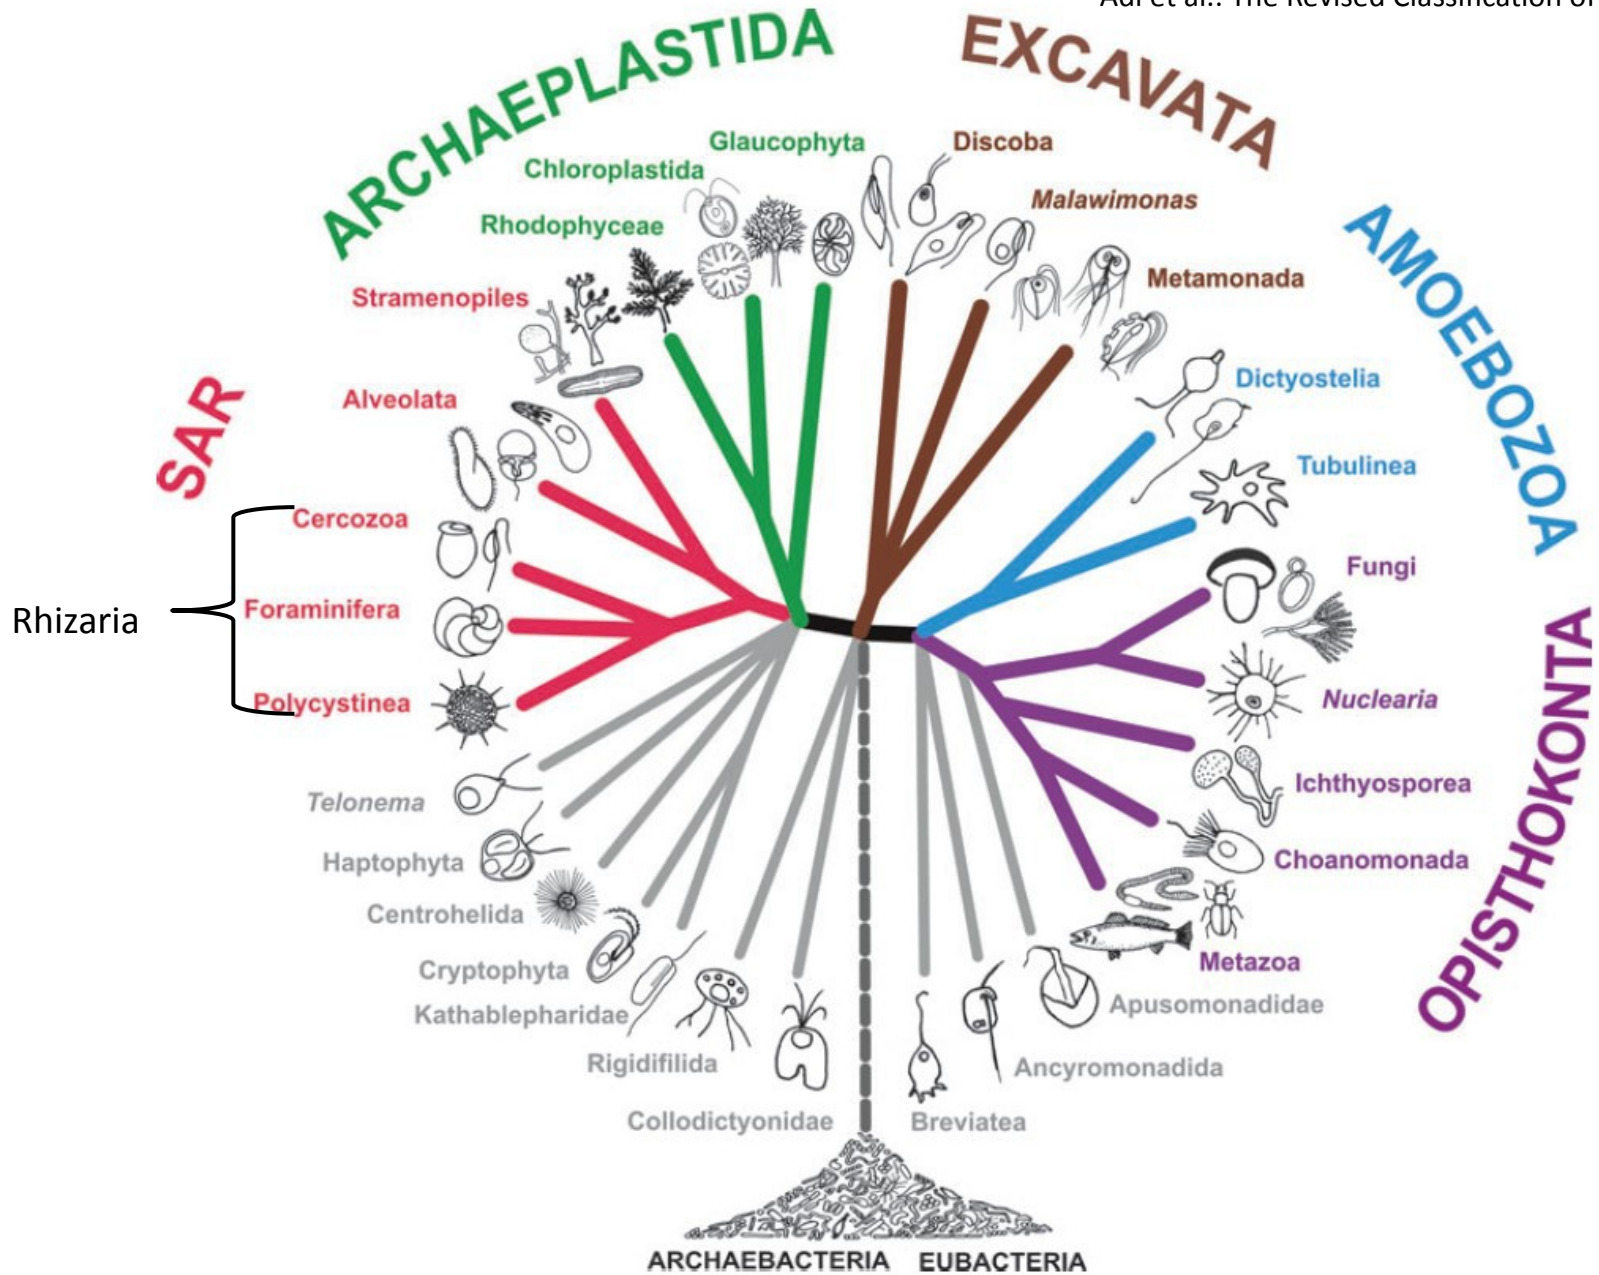 Adl et al.: The Revised Classification of
ARCHAEPLASTIDA
EXCAVATA
AMOEBOZOA
OPISTHOKONTA
SAR
Glaucophyta
Chloroplastida
Rhodophyceae
Stramenopiles
Alveolata
Cercozoa
Foraminifera
Polycystinea
Rhizaria
Discoba
Malawimonas
Metamonada
Dictyostelia
Tubulinea
Fungi
Nuclearia
Ichthyosporea
Choanomonada
Metazoa
Telonema
Haptophyta
Centrohelida
Cryptophyta
Kathablepharidae
Rigidifilida
Collodictyonidae
Apusomonadidae
Ancyromonadida
Breviatea
ARCHAEBACTERIA EUBACTERIA